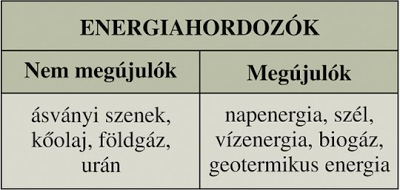 ENERGIAHORDOZÓK
Nem megújulók
Megújulók
ásványi szenek,
kőolaj, földgáz,
urán
napenergia, szél,
vízenergia, biogáz,
geotermikus energia